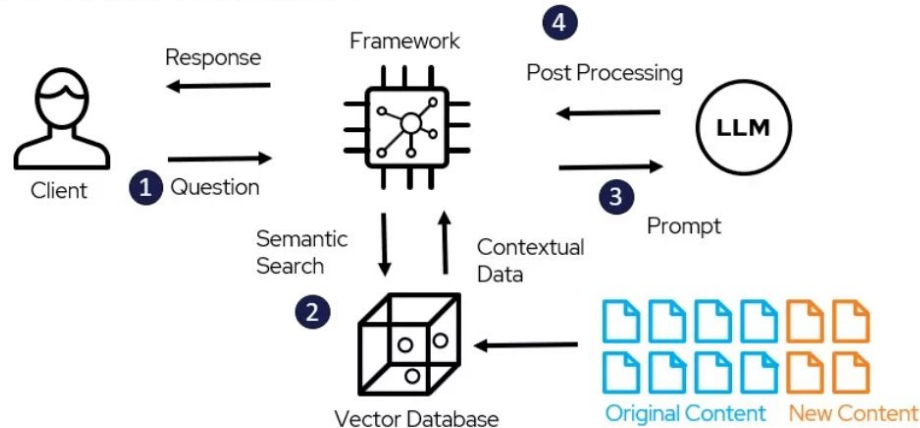 4
Framework
Response
Post Processing
LLM
Client
1 Question
3
Prompt
Semantic
Search
Contextual
Data
2
Vector Database
Original Content
New Content